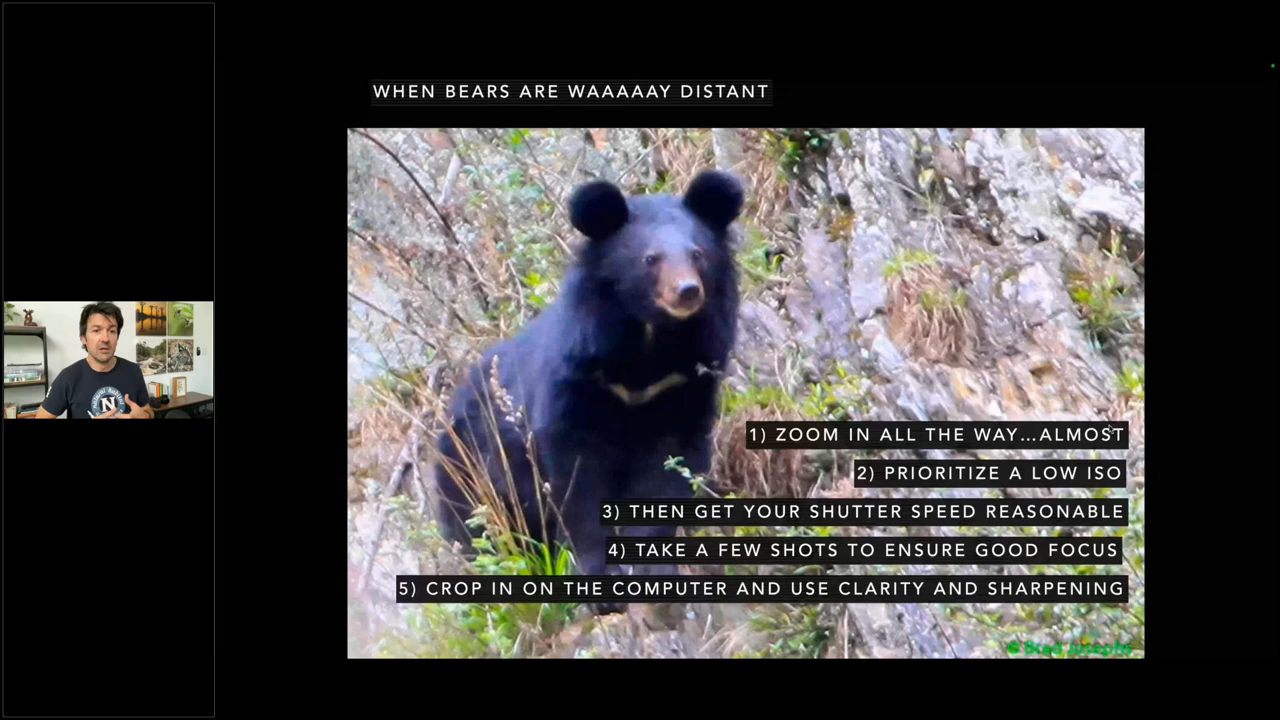 WHEN BEARS ARE WAAAAAY DISTANT
1) ZOOM IN ALL THE WAY...ALMOST
2) PRIORITIZE A LOW ISO
3) THEN GET YOUR SHUTTER SPEED REASONABLE
4) TAKE A FEW SHOTS TO ENSURE GOOD FOCUS
5) CROP IN ON THE COMPUTER AND USE CLARITY AND SHARPENING
© Brad Josephs
N